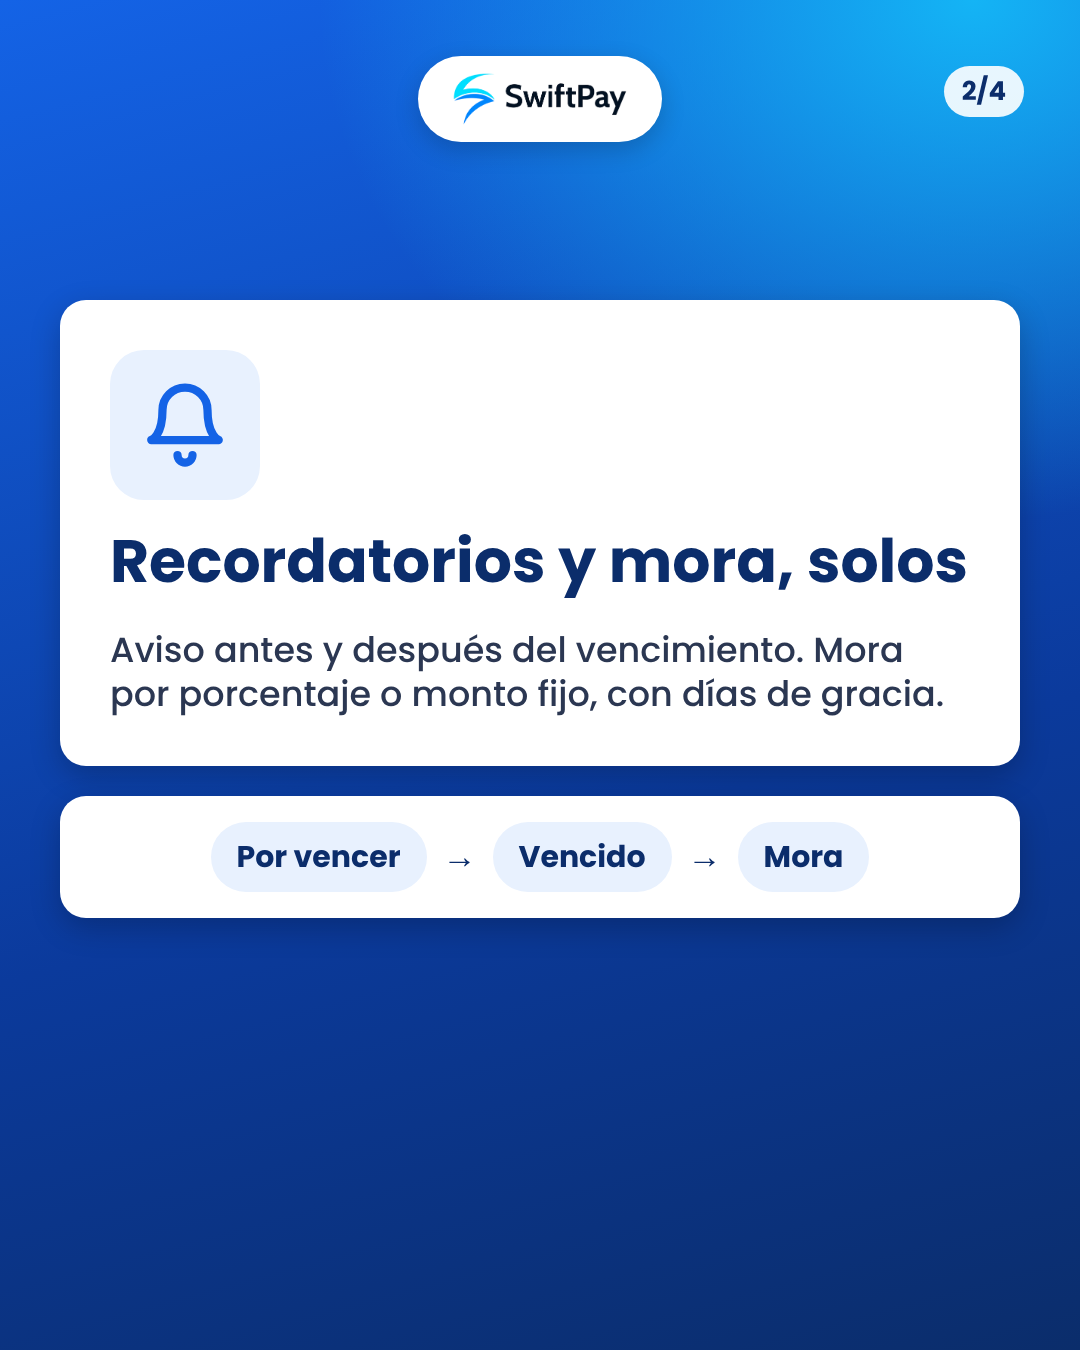 SwiftPay
2/4
Recordatorios y mora, solos
Aviso antes y después del vencimiento. Mora
por porcentaje o monto fijo, con días de gracia.
Por vencer → Vencido → Mora